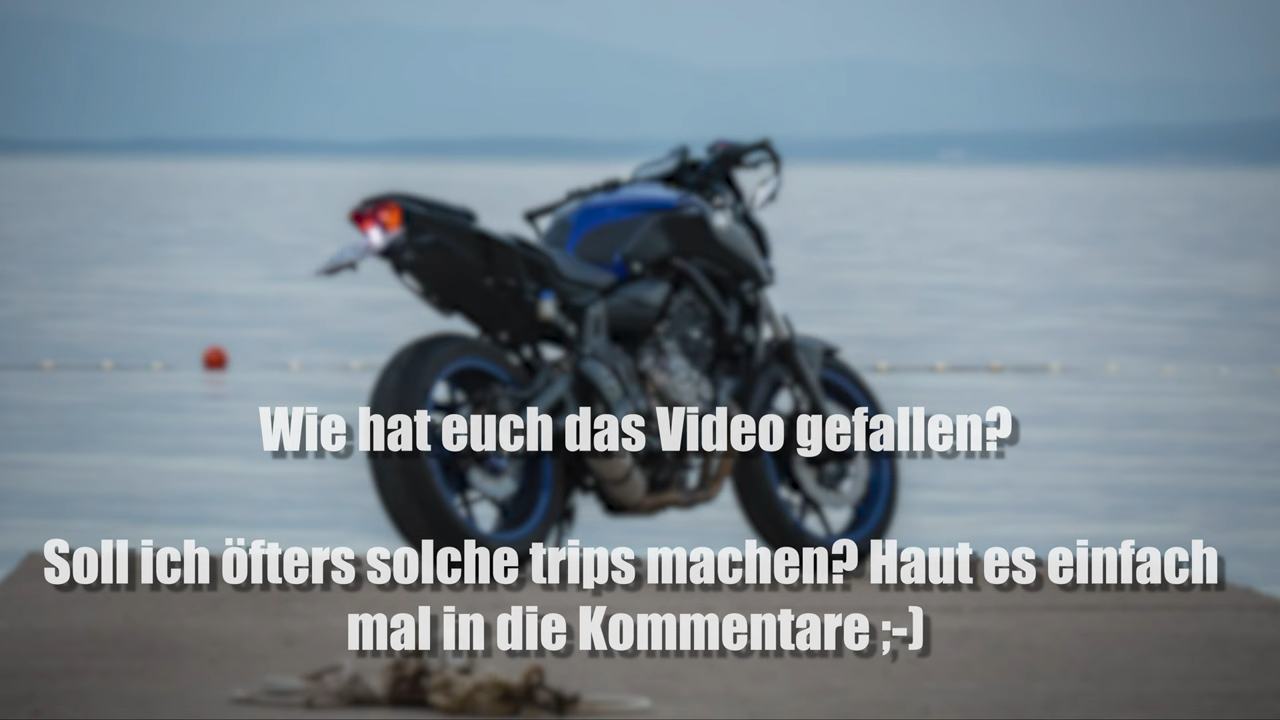 Wie hat euch das Video gefallen?
Soll ich öfters solche trips machen? Haut es einfach
mal in die Kommentare ;-)